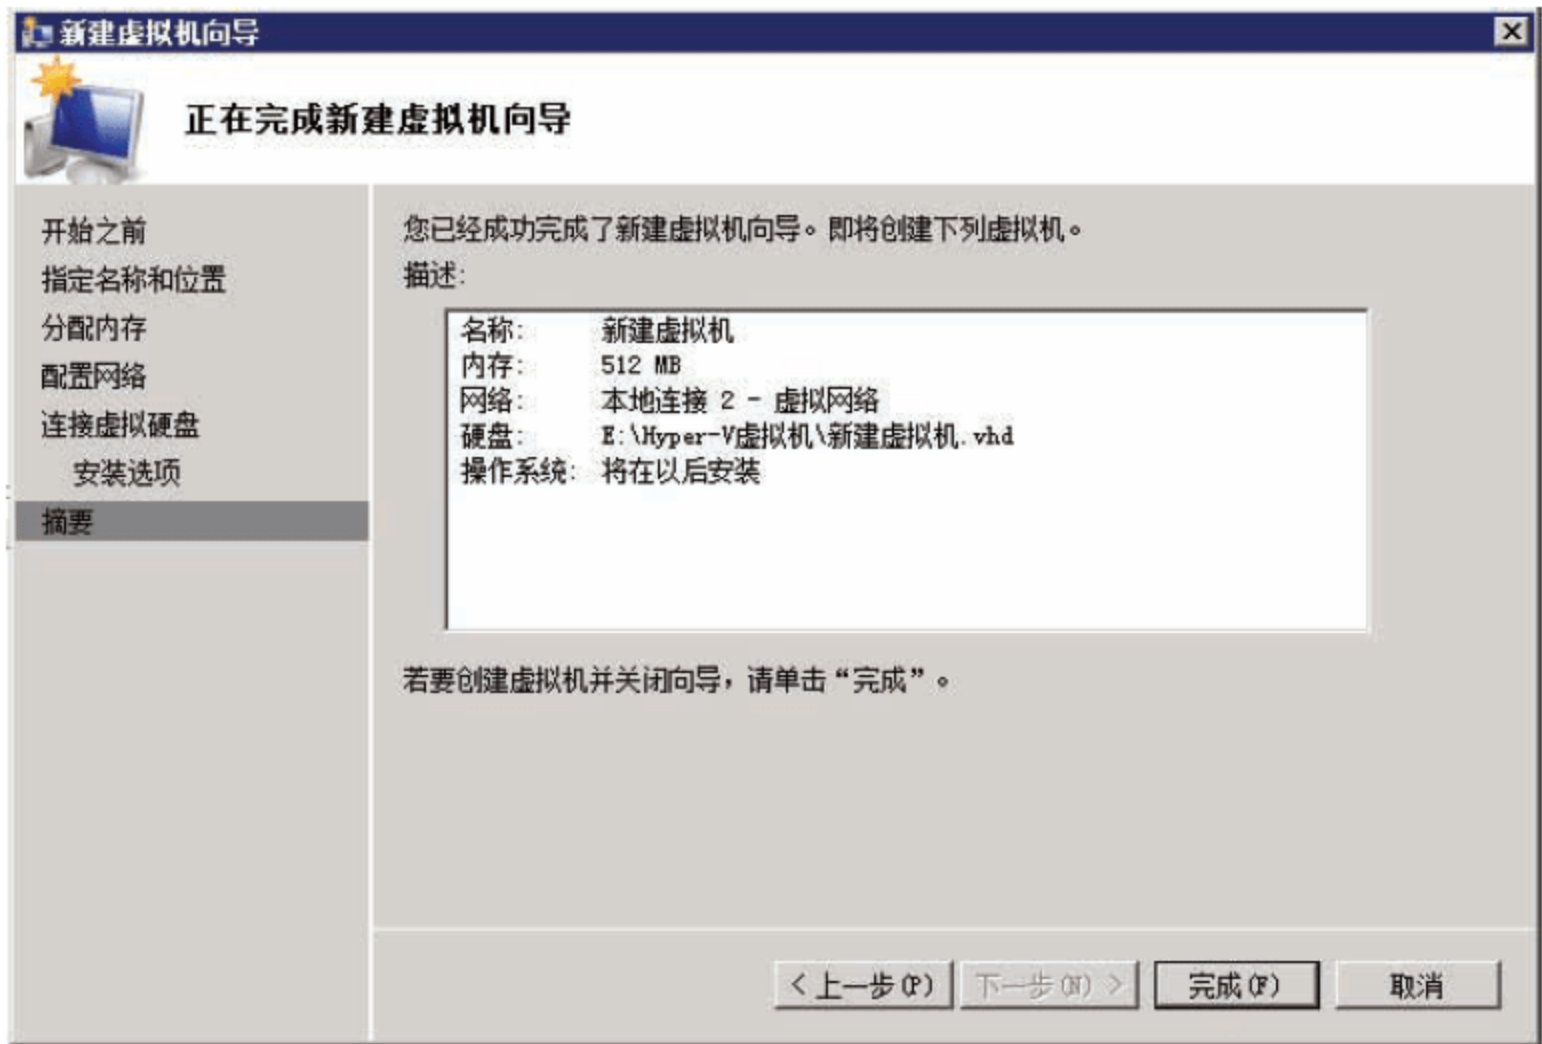 新建虚拟机向导
正在完成新建虚拟机向导
开始之前
指定名称和位置
分配内存
配置网络
连接虚拟硬盘
安装选项
摘要
您已经成功完成了新建虚拟机向导。即将创建下列虚拟机。
描述:
名称: 新建虚拟机
内存: 512 MB
网络: 本地连接 2 - 虚拟网络
硬盘: E:\Hyper-V虚拟机\新建虚拟机.vhd
操作系统: 将在以后安装
若要创建虚拟机并关闭向导，请单击“完成”。
< 上一步(P) 下一步(N) > 完成(F) 取消